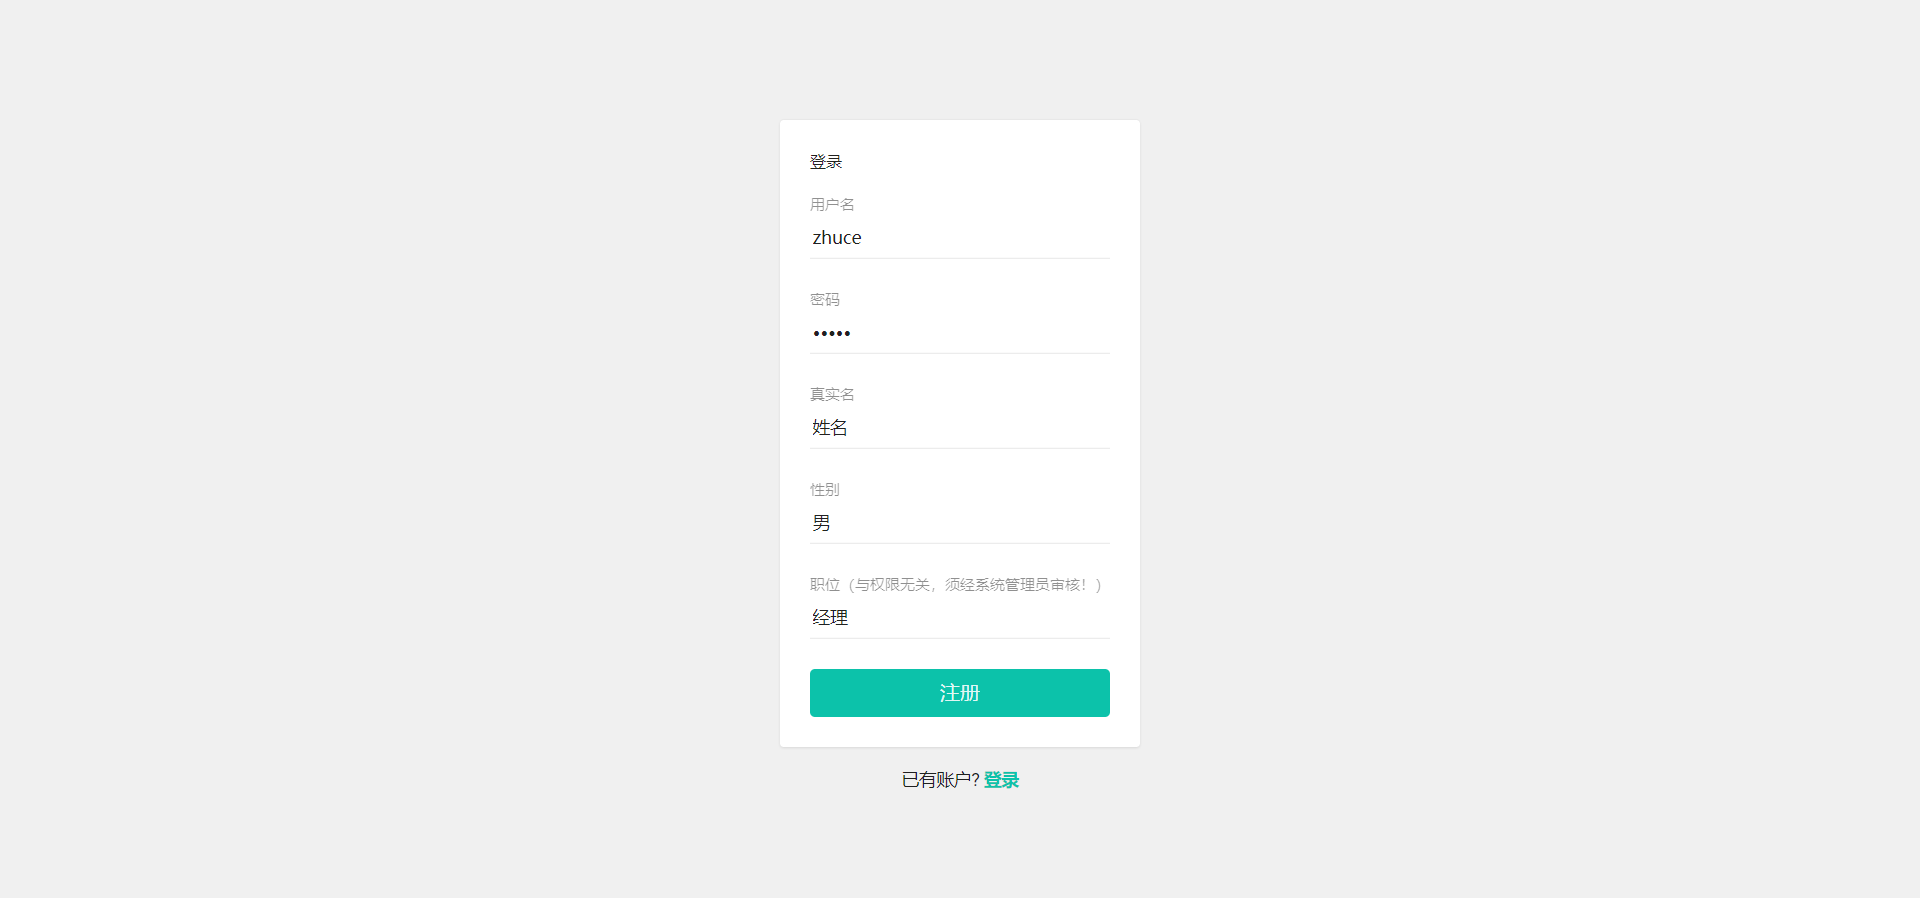 登录
用户名
zhuce
密码
•••••
真实名
姓名
性别
男
职位（与权限无关，须经系统管理员审核！）
经理
注册
已有账户? 登录